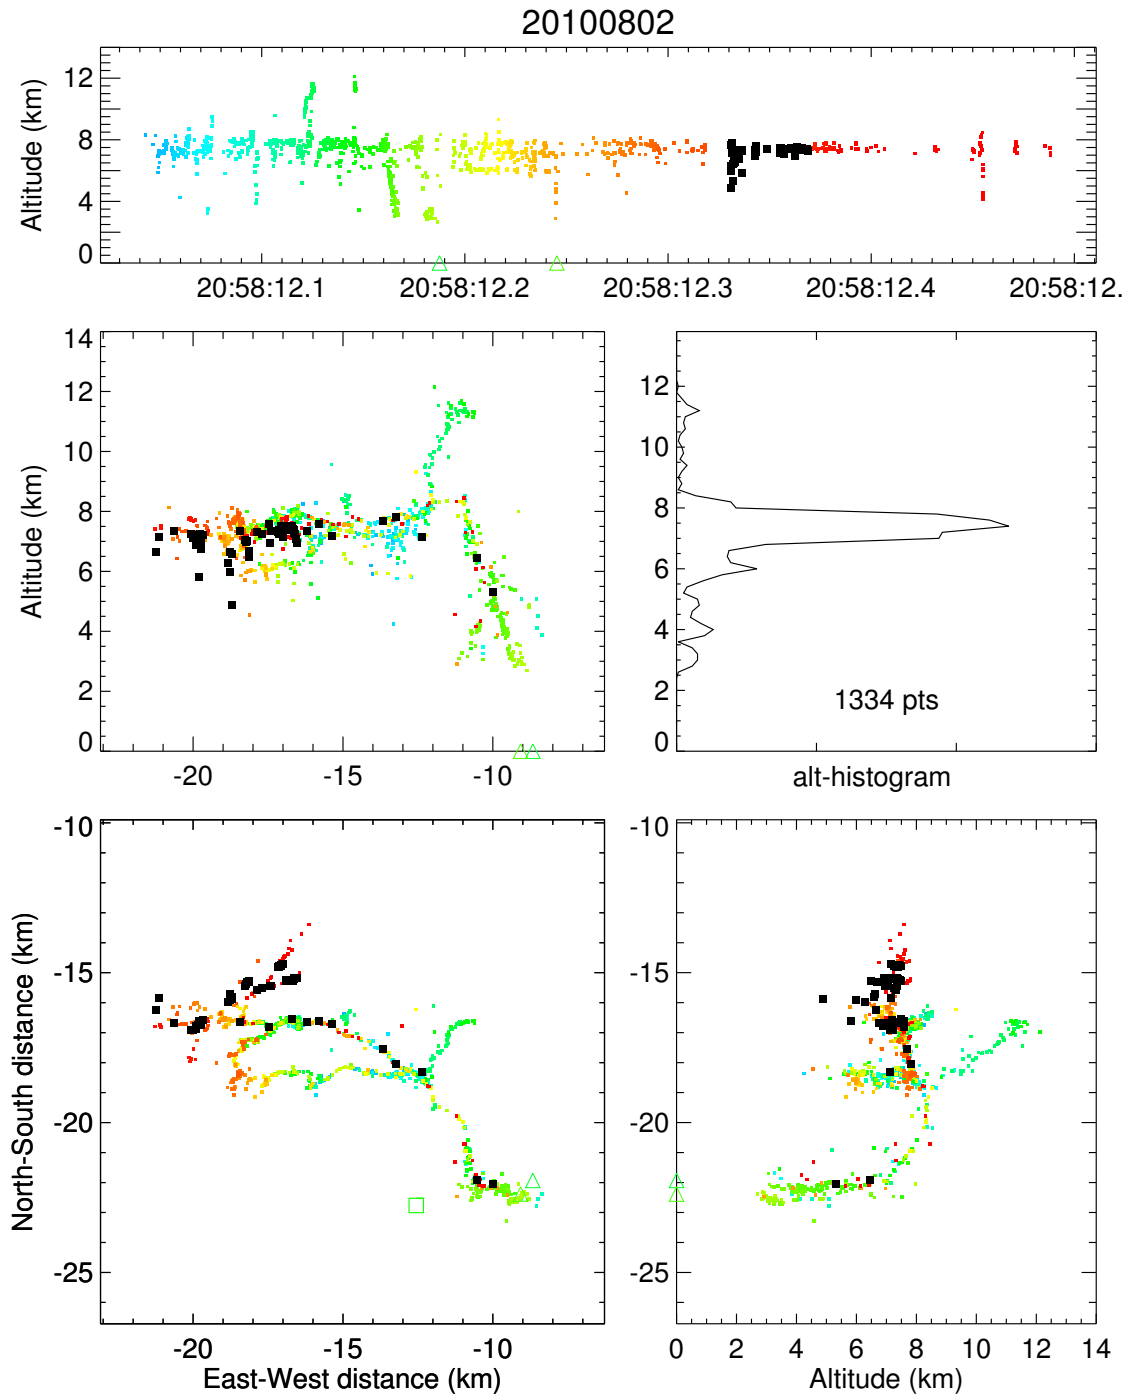 20100802
Altitude (km)
12
8
4
0
20:58:12.1 20:58:12.2 20:58:12.3 20:58:12.4 20:58:12.
Altitude (km)
14
12
10
8
6
4
2
0
-20 -15 -10
12
10
8
6
4
2
0
1334 pts
alt-histogram
North-South distance (km)
-10
-15
-20
-25
-20 -15 -10
East-West distance (km)
-10
-15
-20
-25
0 2 4 6 8 10 12 14
Altitude (km)